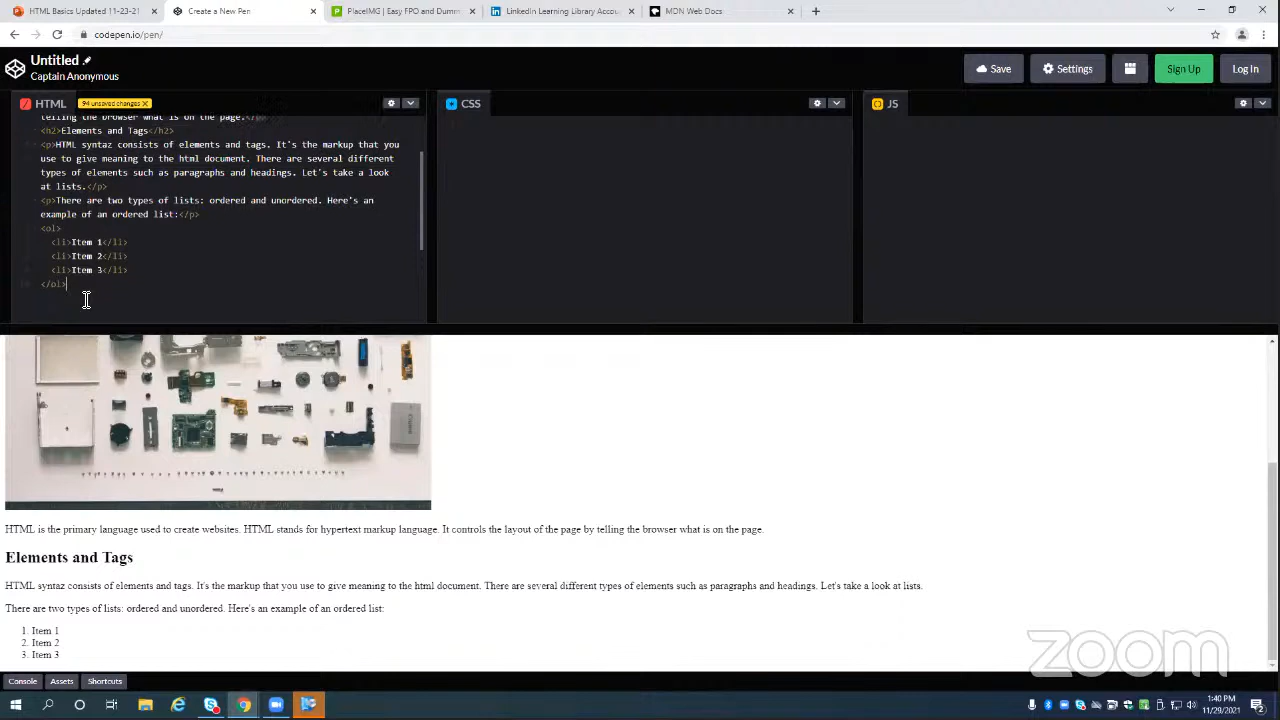 HTML Basics Updated 11-23-21
Create a New Pen
PlaceIMG | Easy FPO and Dumm
LinkedIn Learning Library Accou
MDN Web Docs
codepen.io/pen/
Untitled
Captain Anonymous
Save
Settings
Sign Up
Log In
HTML
94 unsaved changes X
CSS
JS
telling the browser what is on the page.</p>
<h2>Elements and Tags</h2>
<p>HTML syntaz consists of elements and tags. It's the markup that you
use to give meaning to the html document. There are several different
types of elements such as paragraphs and headings. Let's take a look
at lists.</p>
<p>There are two types of lists: ordered and unordered. Here's an
example of an ordered list:</p>
<ol>
<li>Item 1</li>
<li>Item 2</li>
<li>Item 3</li>
</ol>
HTML is the primary language used to create websites. HTML stands for hypertext markup language. It controls the layout of the page by telling the browser what is on the page.
Elements and Tags
HTML syntaz consists of elements and tags. It's the markup that you use to give meaning to the html document. There are several different types of elements such as paragraphs and headings. Let's take a look at lists.
There are two types of lists: ordered and unordered. Here's an example of an ordered list:
1. Item 1
2. Item 2
3. Item 3
zoom
Console
Assets
Shortcuts
1:40 PM
11/29/2021